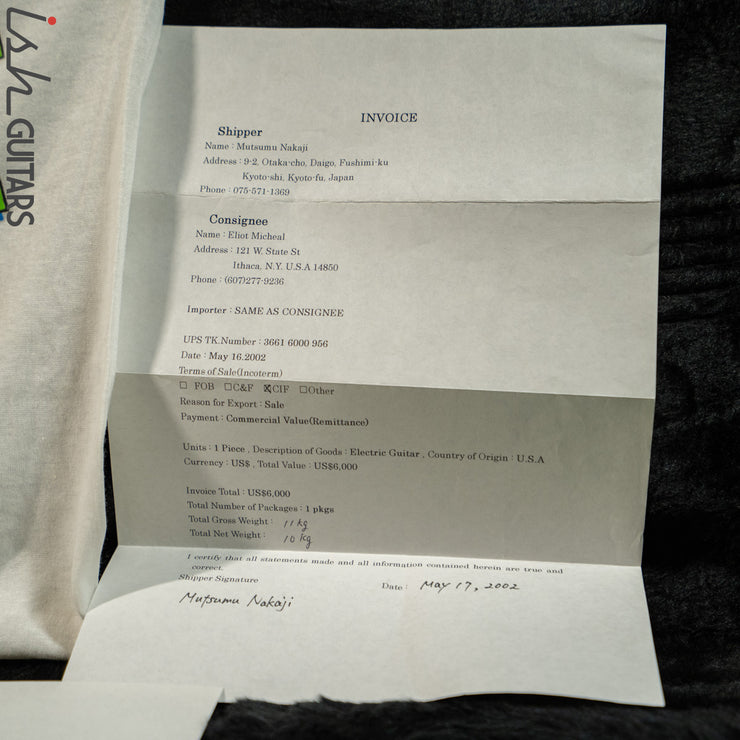 ish
GUITARS
INVOICE
Shipper
Name : Mutsumu Nakaji
Address : 9-2, Otaka-cho, Daigo, Fushimi-ku
Kyoto-shi, Kyoto-fu, Japan
Phone : 075-571-1369
Consignee
Name : Eliot Micheal
Address : 121 W. State St
Ithaca, N.Y. U.S.A 14850
Phone : (607)277-9236
Importer : SAME AS CONSIGNEE
UPS TK.Number : 3661 6000 956
Date : May 16.2002
Terms of Sale(Incoterm)
☐ FOB ☐C&F ☒CIF ☐Other
Reason for Export : Sale
Payment : Commercial Value(Remittance)
Units : 1 Piece , Description of Goods : Electric Guitar , Country of Origin : U.S.A
Currency : US$ , Total Value : US$6,000
Invoice Total : US$6,000
Total Number of Packages : 1 pkgs
Total Gross Weight : 11 kg
Total Net Weight : 10 kg
I certify that all statements made and all information contained herein are true and
correct.
Shipper Signature
Date : May 17, 2002
Mutsumu Nakaji